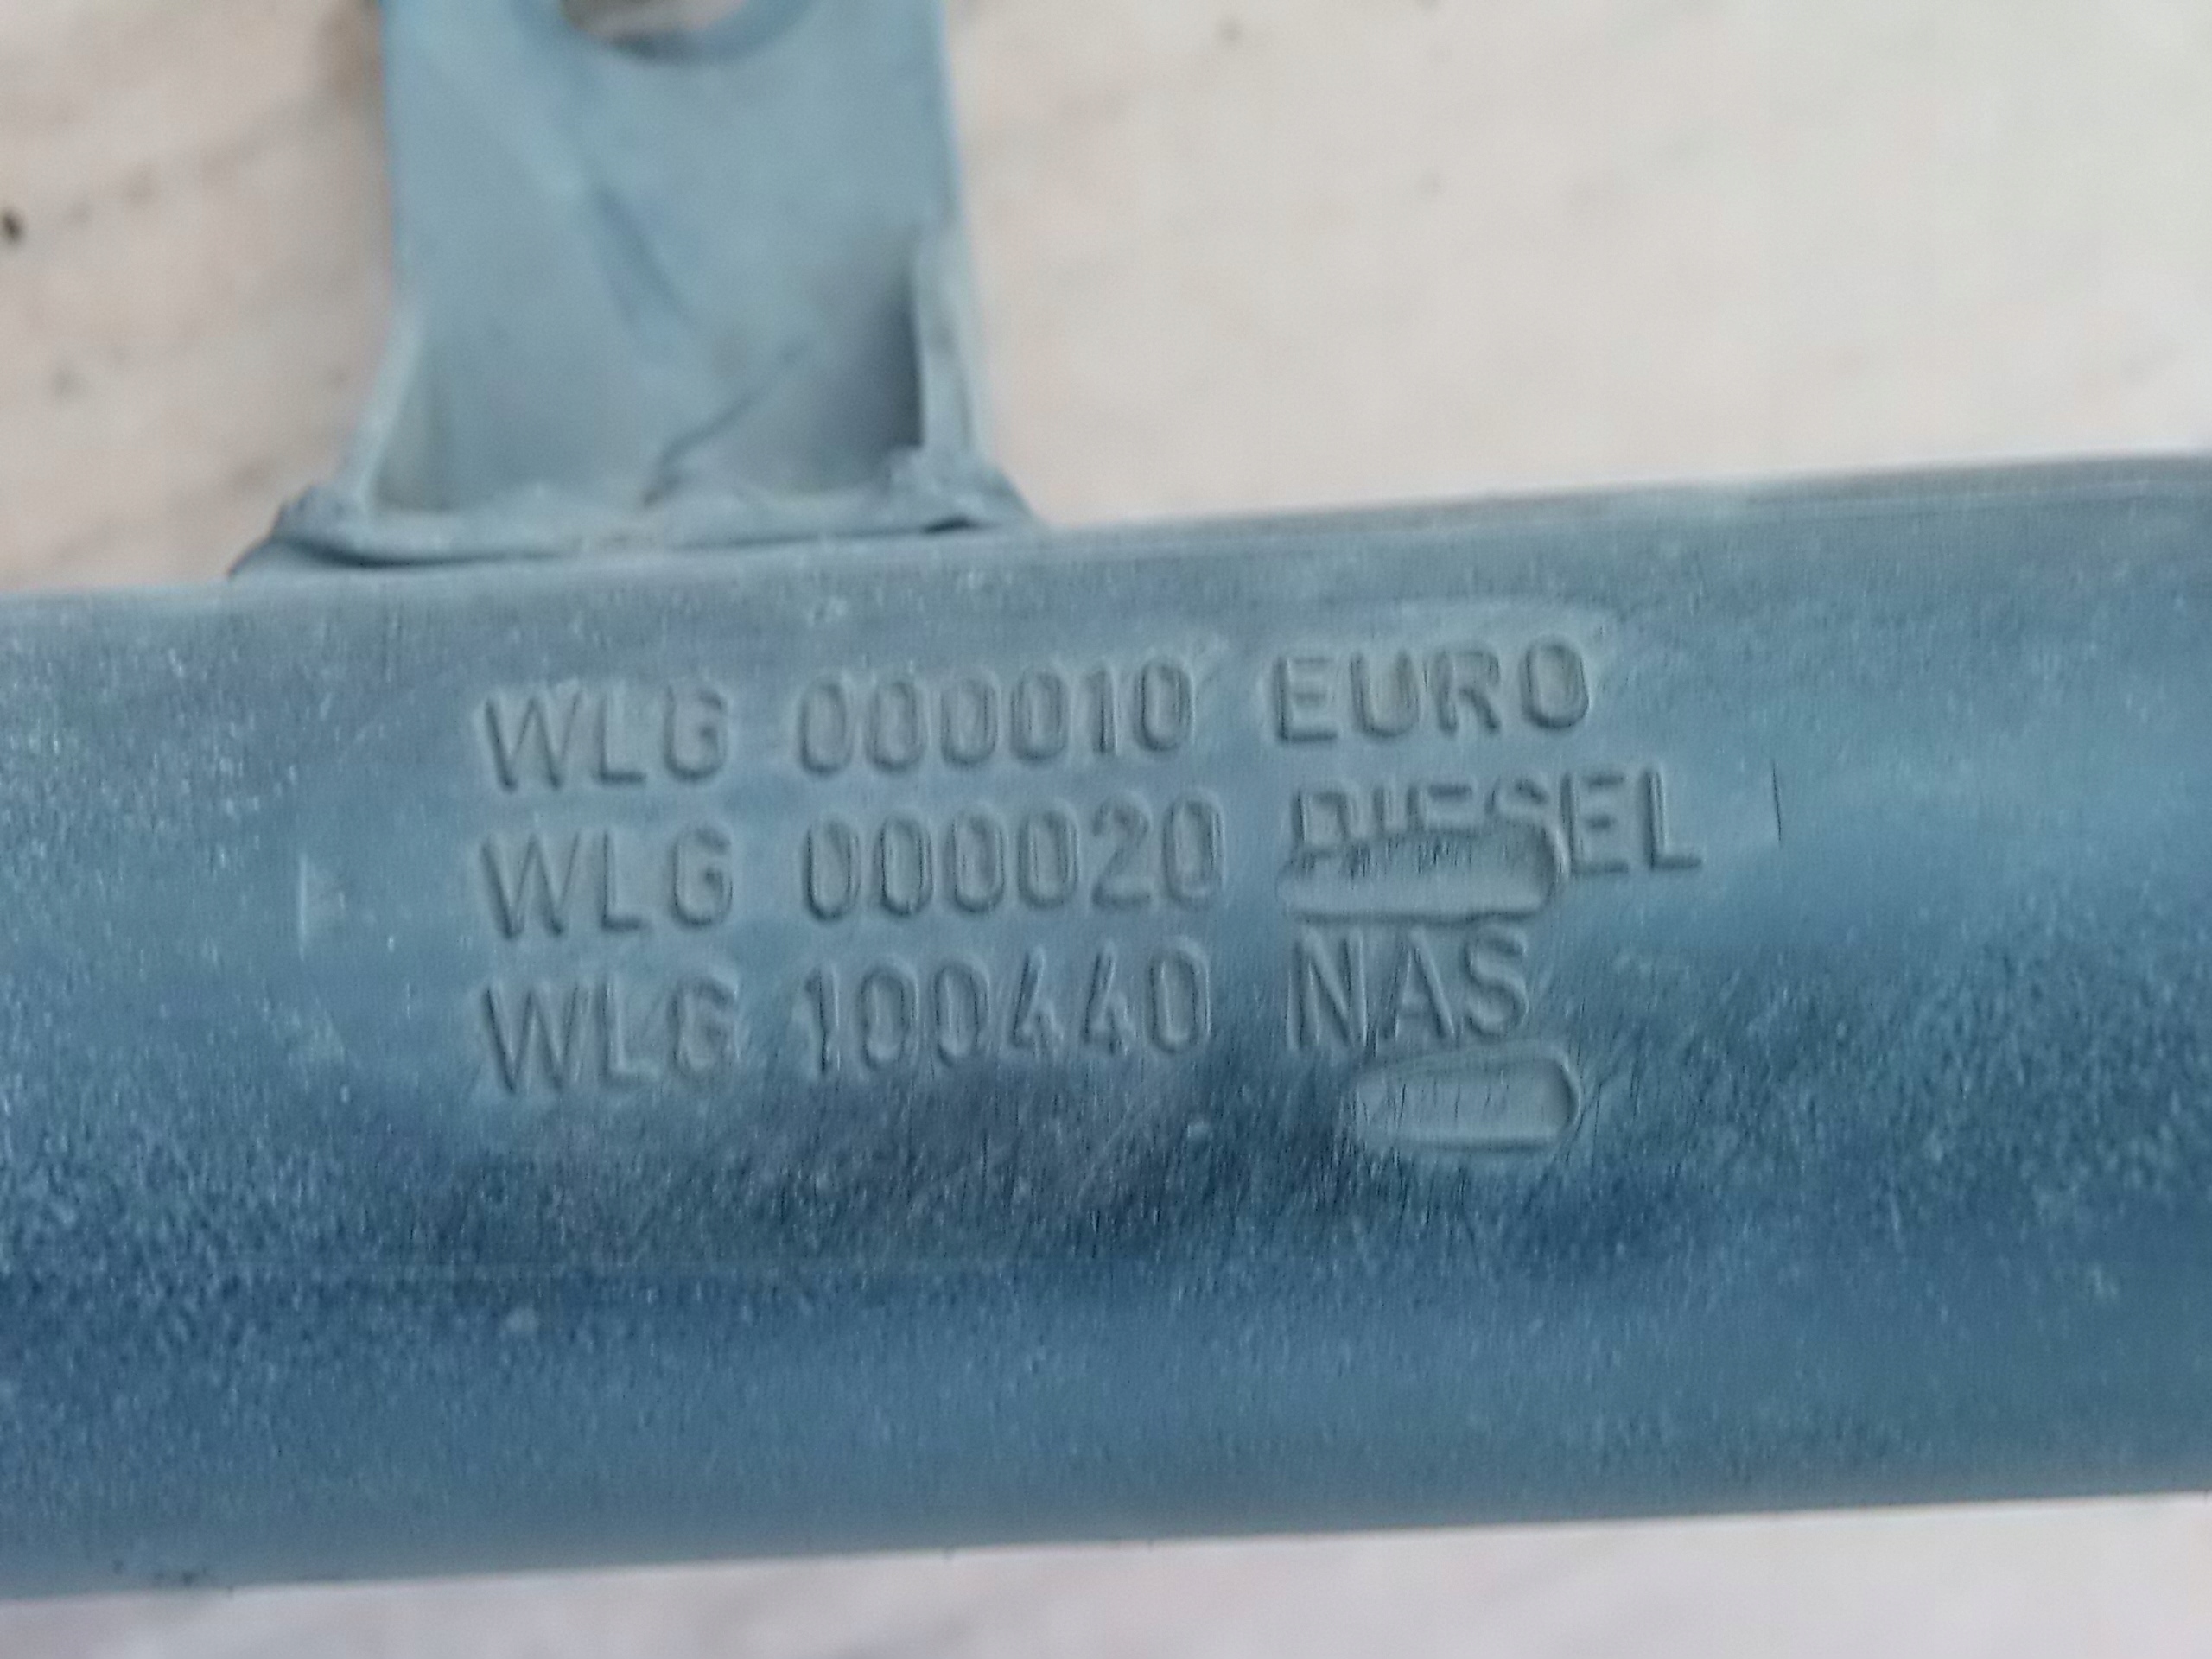 WLG 000010 EURO
WLG 000020 DIESEL
WLG 100440 NAS